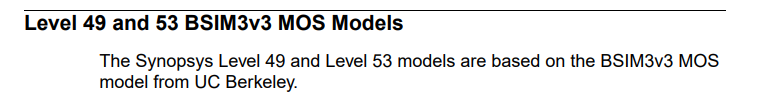 Level 49 and 53 BSIM3v3 MOS Models
The Synopsys Level 49 and Level 53 models are based on the BSIM3v3 MOS
model from UC Berkeley.